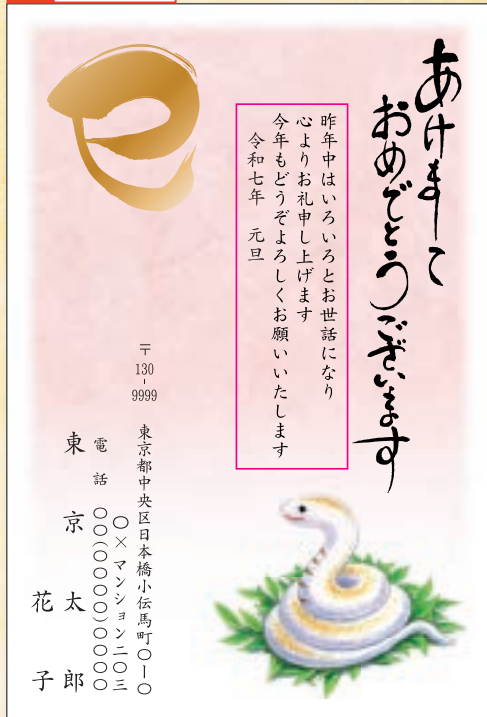 あけまして
おめでとうございます
昨年中はいろいろとお世話になり
心よりお礼申し上げます
今年もどうぞよろしくお願いいたします
令和七年　元旦
巳
〒130-9999
東京都中央区日本橋小伝馬町〇ー〇
〇×マンション二〇三
電話　〇〇(〇〇〇〇)〇〇〇〇
東京太郎
花子